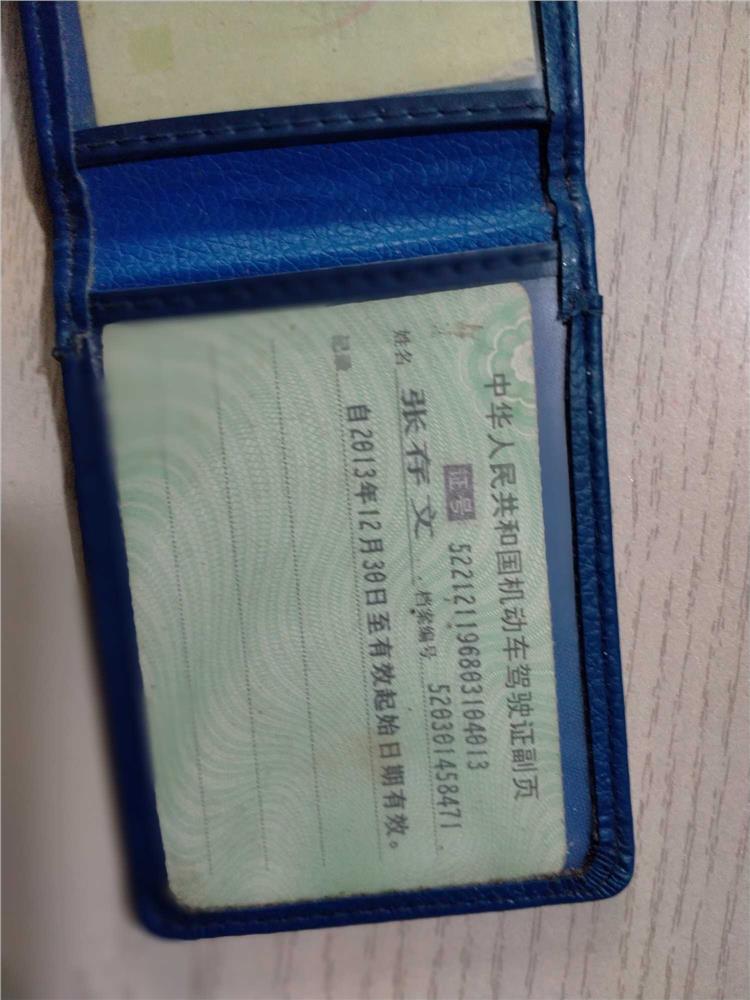 中华人民共和国机动车驾驶证副页
证号 522121196803104013
姓名 张存文 档案编号 520301458471
记录 自2013年12月30日至有效起始日期有效。